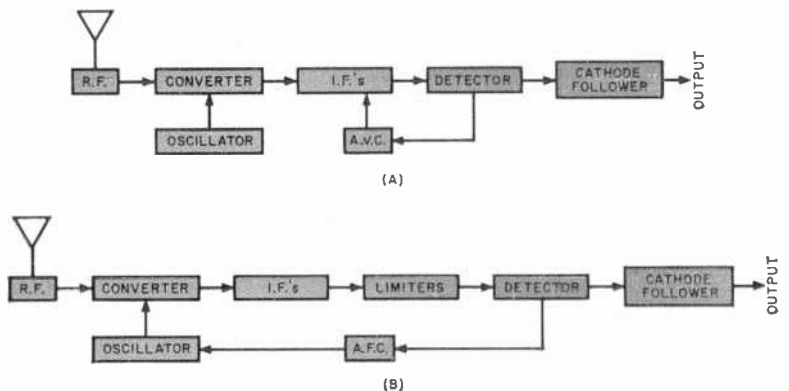 R.F.
CONVERTER
I.F.'s
DETECTOR
CATHODE
FOLLOWER
OUTPUT
OSCILLATOR
A.V.C.
(A)
R.F.
CONVERTER
I.F.'s
LIMITERS
DETECTOR
CATHODE
FOLLOWER
OUTPUT
OSCILLATOR
A.F.C.
(B)